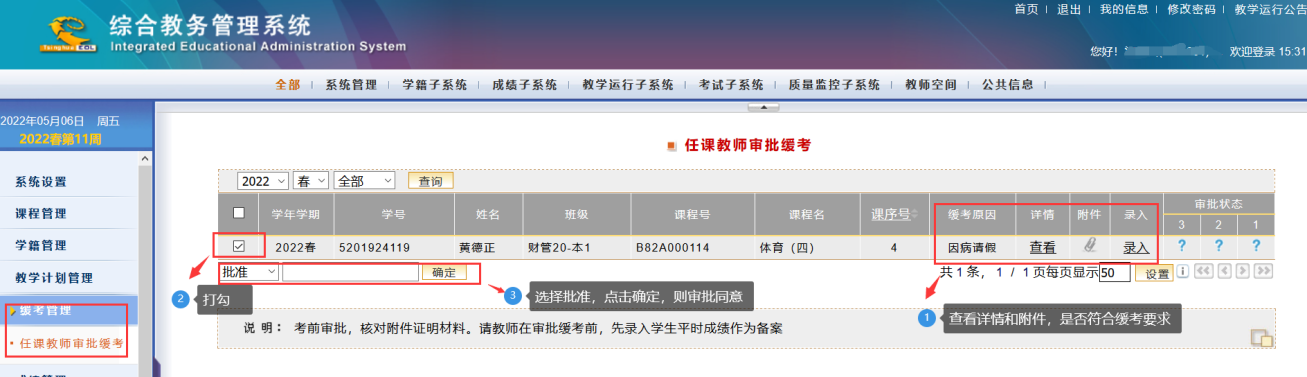 首页 | 退出 | 我的信息 | 修改密码 | 教学运行公告
综合教务管理系统
Integrated Educational Administration System
Tsinghua EOL
您好! , 欢迎登录 15:31
全部 | 系统管理 | 学籍子系统 | 成绩子系统 | 教学运行子系统 | 考试子系统 | 质量监控子系统 | 教师空间 | 公共信息 |
2022年05月06日 周五
2022春第11周
系统设置
课程管理
学籍管理
教学计划管理
缓考管理
任课教师审批缓考
任课教师审批缓考
2022 春 全部 查询
学年学期 学号 姓名 班级 课程号 课程名 课序号 缓考原因 详情 附件 录入 审批状态
3 2 1
2022春 5201924119 黄德正 财管20-本1 B82A000114 体育（四） 4 因病请假 查看 录入 ? ? ?
批准 确定
共1条, 1 / 1 页每页显示 50 设置
2 打勾
3 选择批准，点击确定，则审批同意
1 查看详情和附件，是否符合缓考要求
说 明： 考前审批，核对附件证明材料。请教师在审批缓考前，先录入学生平时成绩作为备案